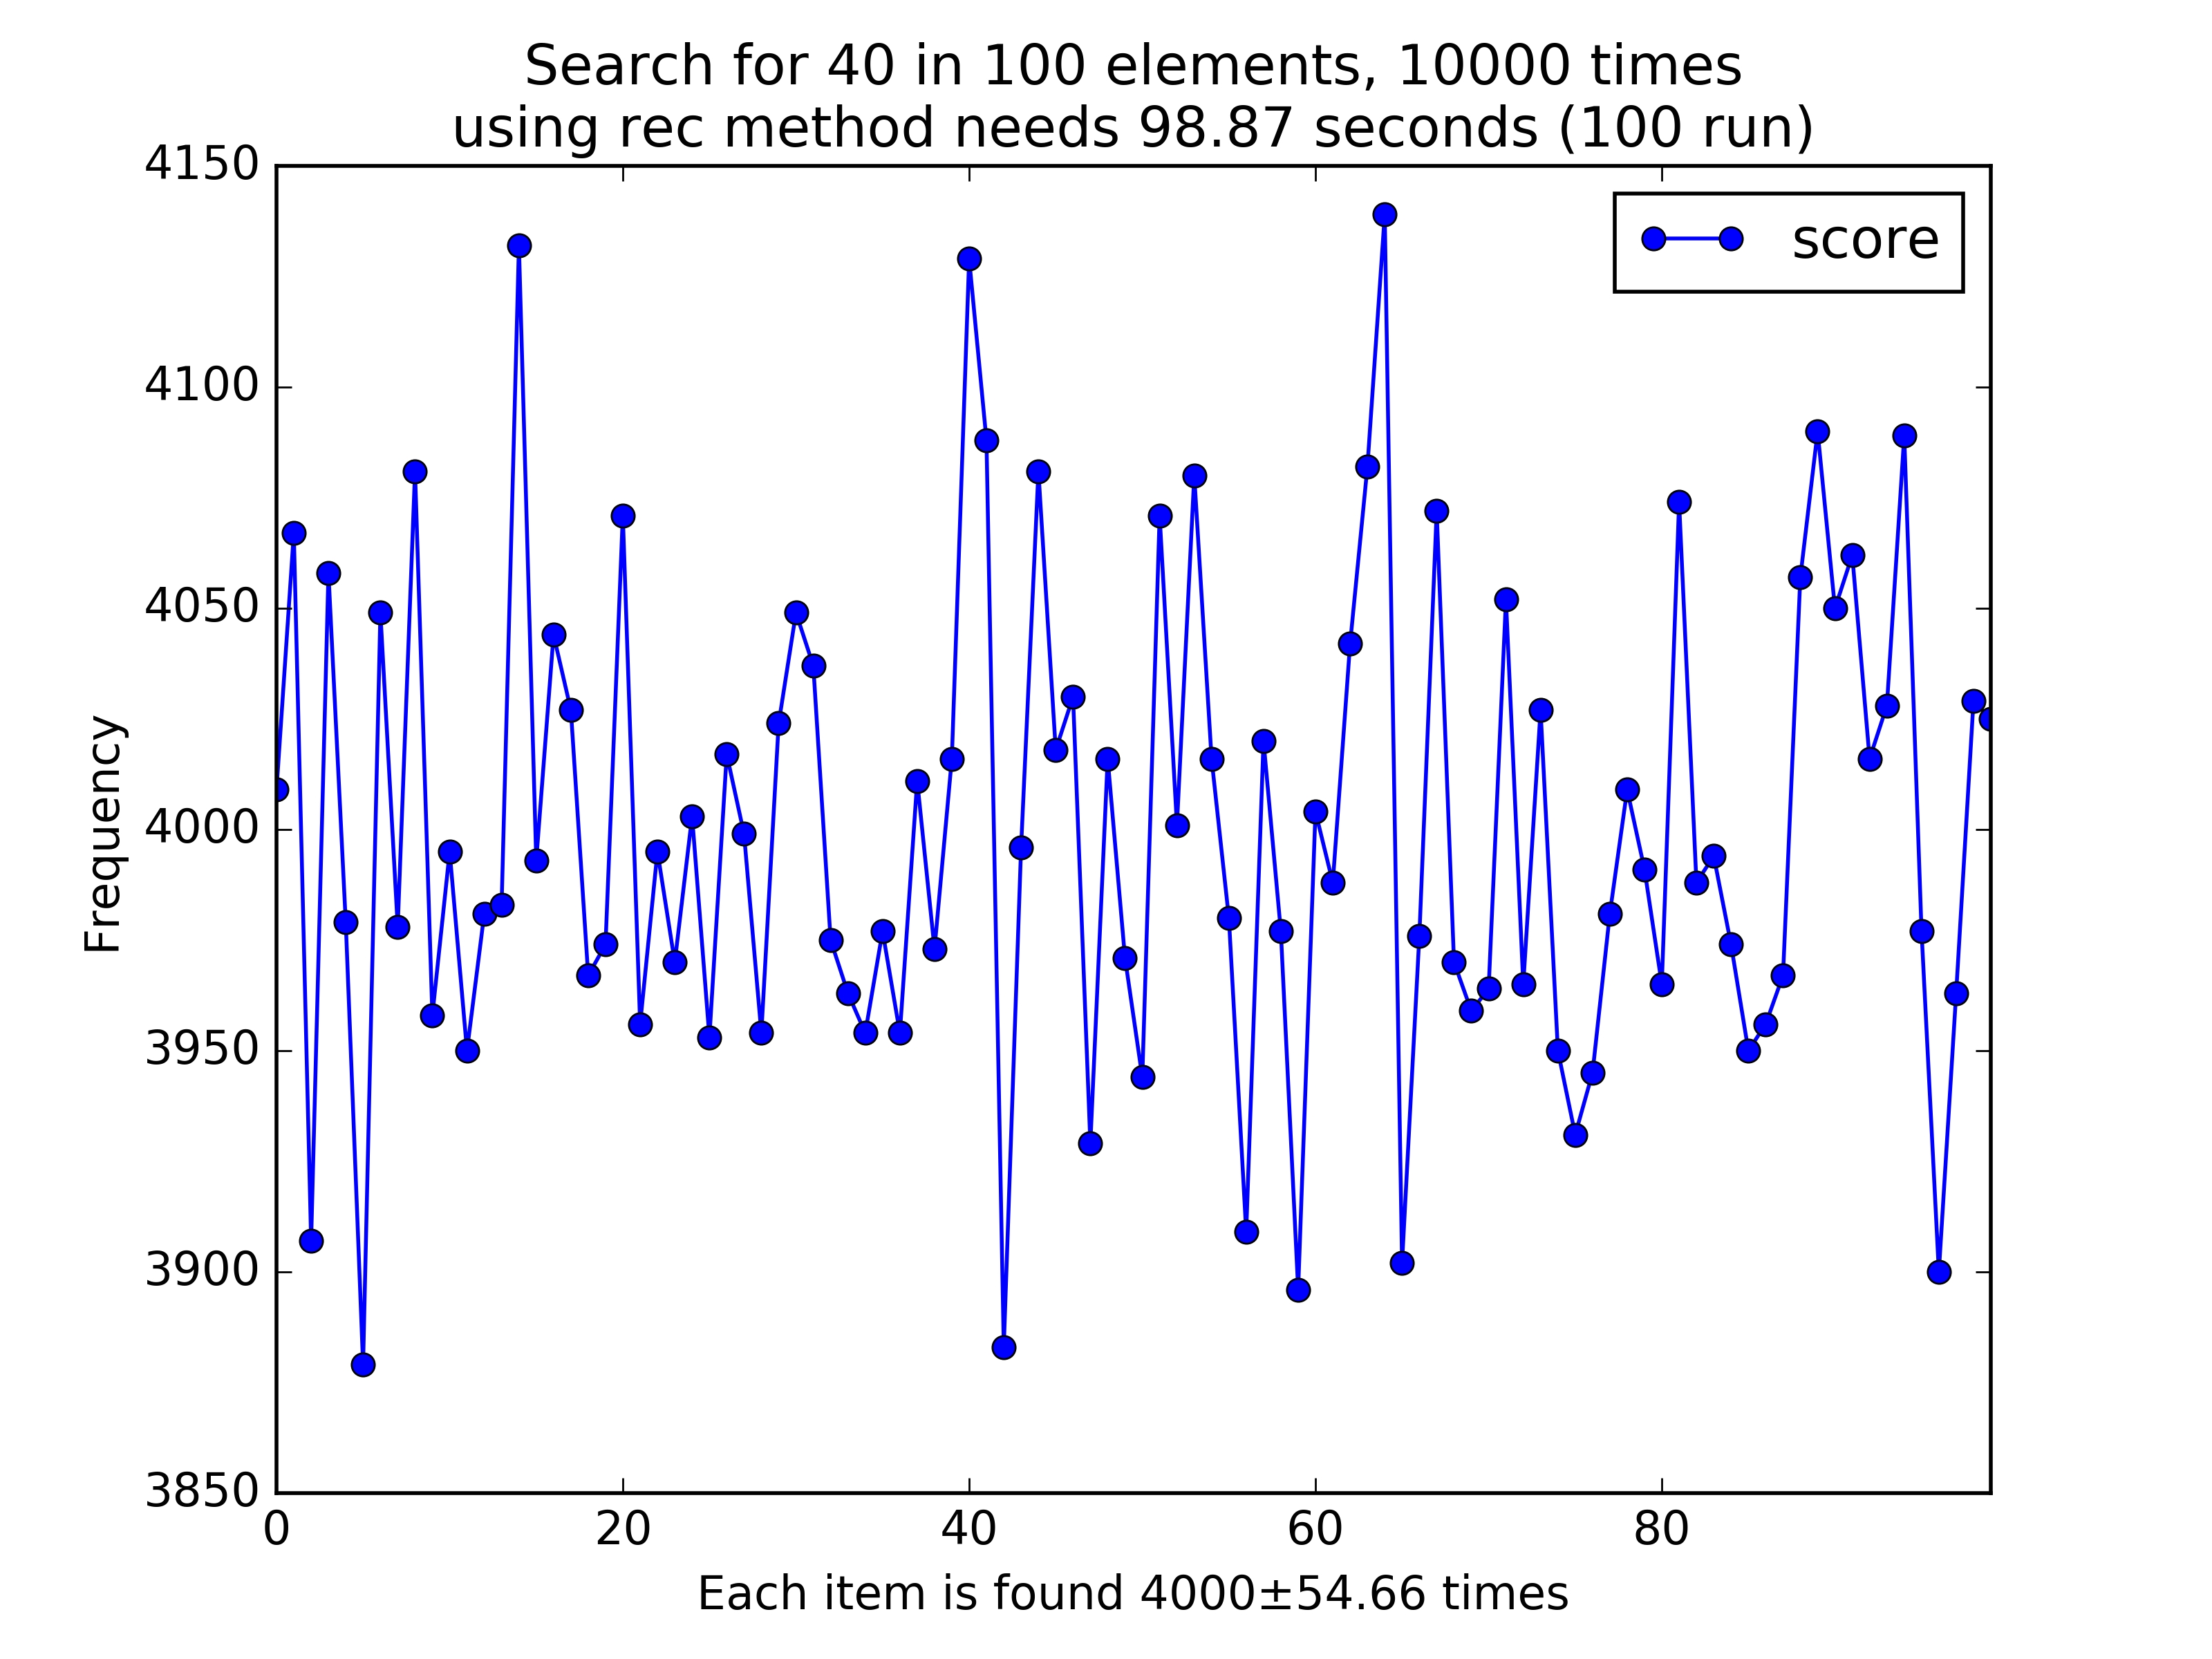 Search for 40 in 100 elements, 10000 times
using rec method needs 98.87 seconds (100 run)
score
4150
4100
4050
4000
3950
3900
3850
Frequency
0 20 40 60 80
Each item is found 4000±54.66 times